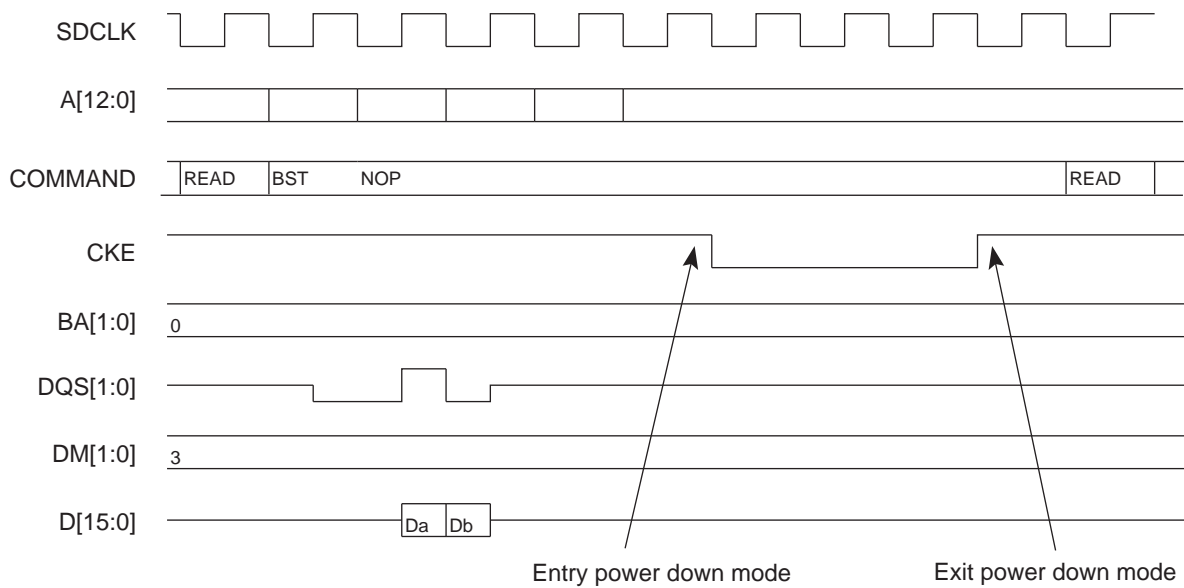 SDCLK
A[12:0]
COMMAND READ BST NOP READ
CKE
BA[1:0] 0
DQS[1:0]
DM[1:0] 3
D[15:0] Da Db
Entry power down mode Exit power down mode